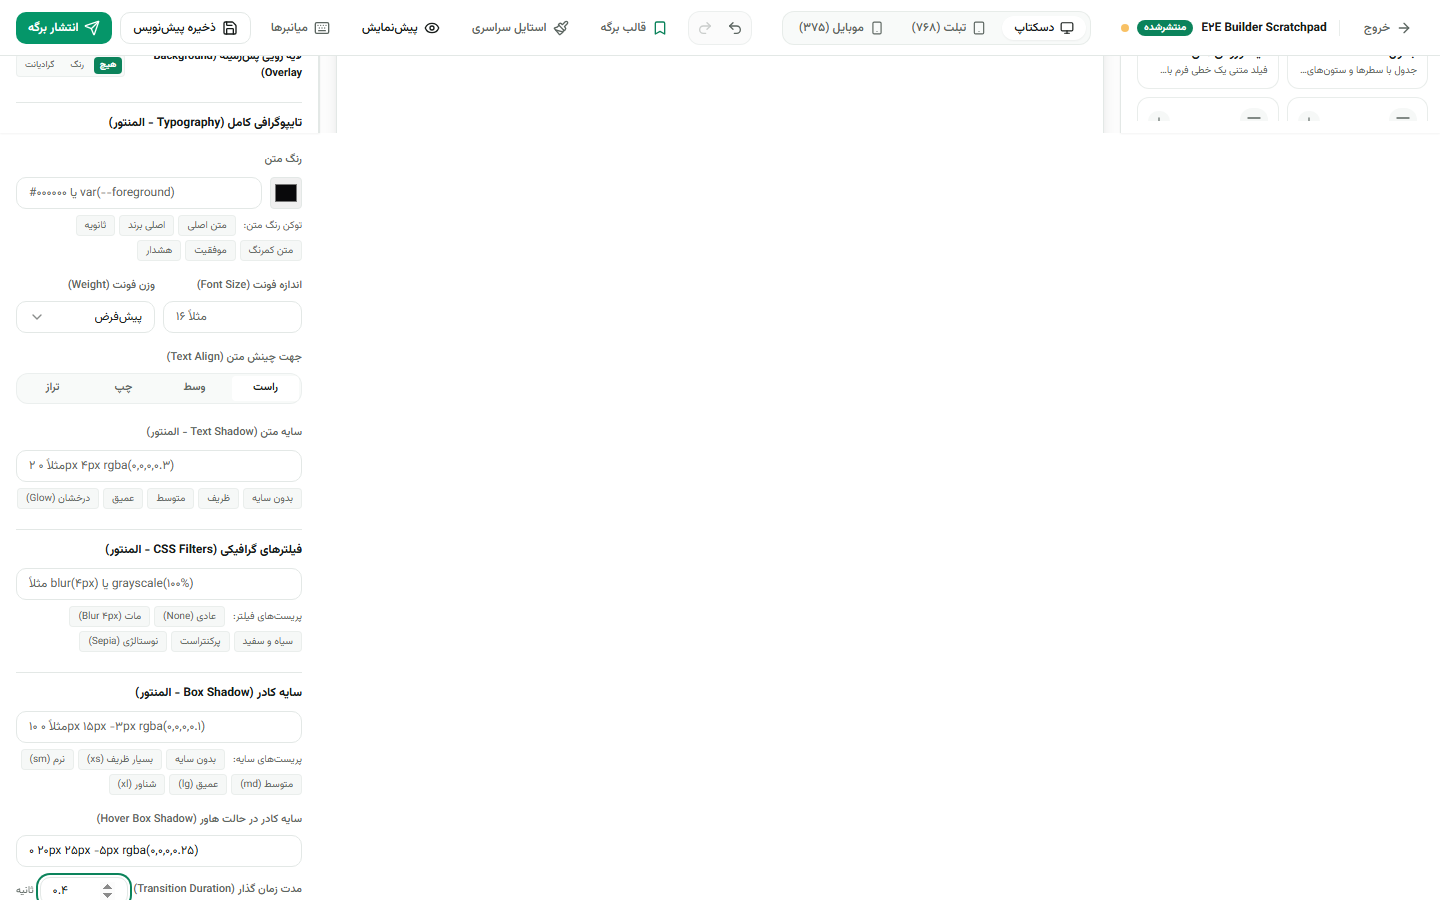 خروج
E2E Builder Scratchpad
منتشرشده
دسکتاپ
تبلت (۷۶۸)
موبایل (۳۷۵)
قالب برگه
استایل سراسری
پیش‌نمایش
میانبرها
ذخیره پیش‌نویس
انتشار برگه
جدول با سطرها و ستون‌های...
فیلد متنی یک خطی فرم با...
لایه رویی پس‌زمینه (Background
Overlay)
هیچ
رنگ
گرادیانت
تایپوگرافی کامل (Typography - المنتور)
رنگ متن
#۰۰۰۰۰۰ یا var(--foreground)
توکن رنگ متن:
متن اصلی
اصلی برند
ثانویه
متن کمرنگ
موفقیت
هشدار
اندازه فونت (Font Size)
وزن فونت (Weight)
مثلاً ۱۶
پیش‌فرض
جهت چینش متن (Text Align)
راست
وسط
چپ
تراز
سایه متن (Text Shadow - المنتور)
مثلاً ۰ ۲px ۴px rgba(۰,۰,۰,۰.۳)
بدون سایه
ظریف
متوسط
عمیق
درخشان (Glow)
فیلترهای گرافیکی (CSS Filters - المنتور)
مثلاً blur(۴px) یا grayscale(۱۰۰%)
پریست‌های فیلتر:
عادی (None)
مات (Blur ۴px)
سیاه و سفید
پرکنتراست
نوستالژی (Sepia)
سایه کادر (Box Shadow - المنتور)
مثلاً ۰ ۱۰px ۱۵px -۳px rgba(۰,۰,۰,۰.۱)
پریست‌های سایه:
بدون سایه
بسیار ظریف (xs)
نرم (sm)
متوسط (md)
عمیق (lg)
شناور (xl)
سایه کادر در حالت هاور (Hover Box Shadow)
۰ ۲۰px ۲۵px -۵px rgba(۰,۰,۰,۰.۲۵)
مدت زمان گذار (Transition Duration)
۰.۴
ثانیه